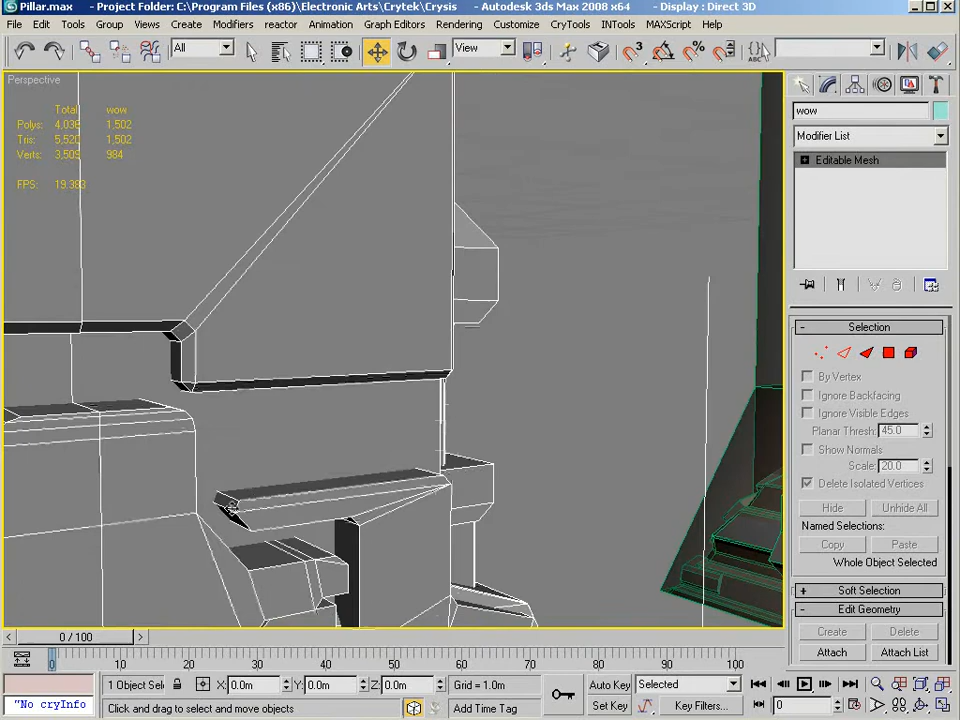 Pillar.max — Project Folder: C:\Program Files (x86)\Electronic Arts\Crytek\Crysis - Autodesk 3ds Max 2008 x64 - Display : Direct 3D
File Edit Tools Group Views Create Modifiers reactor Animation Graph Editors Rendering Customize CryTools INTools MAXScript Help
All View 3
Perspective
Total wow
Polys: 4,038 1,502
Tris: 5,520 1,502
Verts: 3,509 984
FPS: 19.383
wow
Modifier List
Editable Mesh
Selection
By Vertex
Ignore Backfacing
Ignore Visible Edges
Planar Thresh: 45.0
Show Normals
Scale: 20.0
Delete Isolated Vertices
Hide Unhide All
Named Selections:
Copy Paste
Whole Object Selected
Soft Selection
Edit Geometry
Create Delete
Attach Attach List
0 / 100
0 10 20 30 40 50 60 70 80 90 100
1 Object Sel X: 0.0m Y: 0.0m Z: 0.0m Grid = 1.0m Auto Key Selected
"No cryInfo Click and drag to select and move objects Add Time Tag Set Key Key Filters... 0